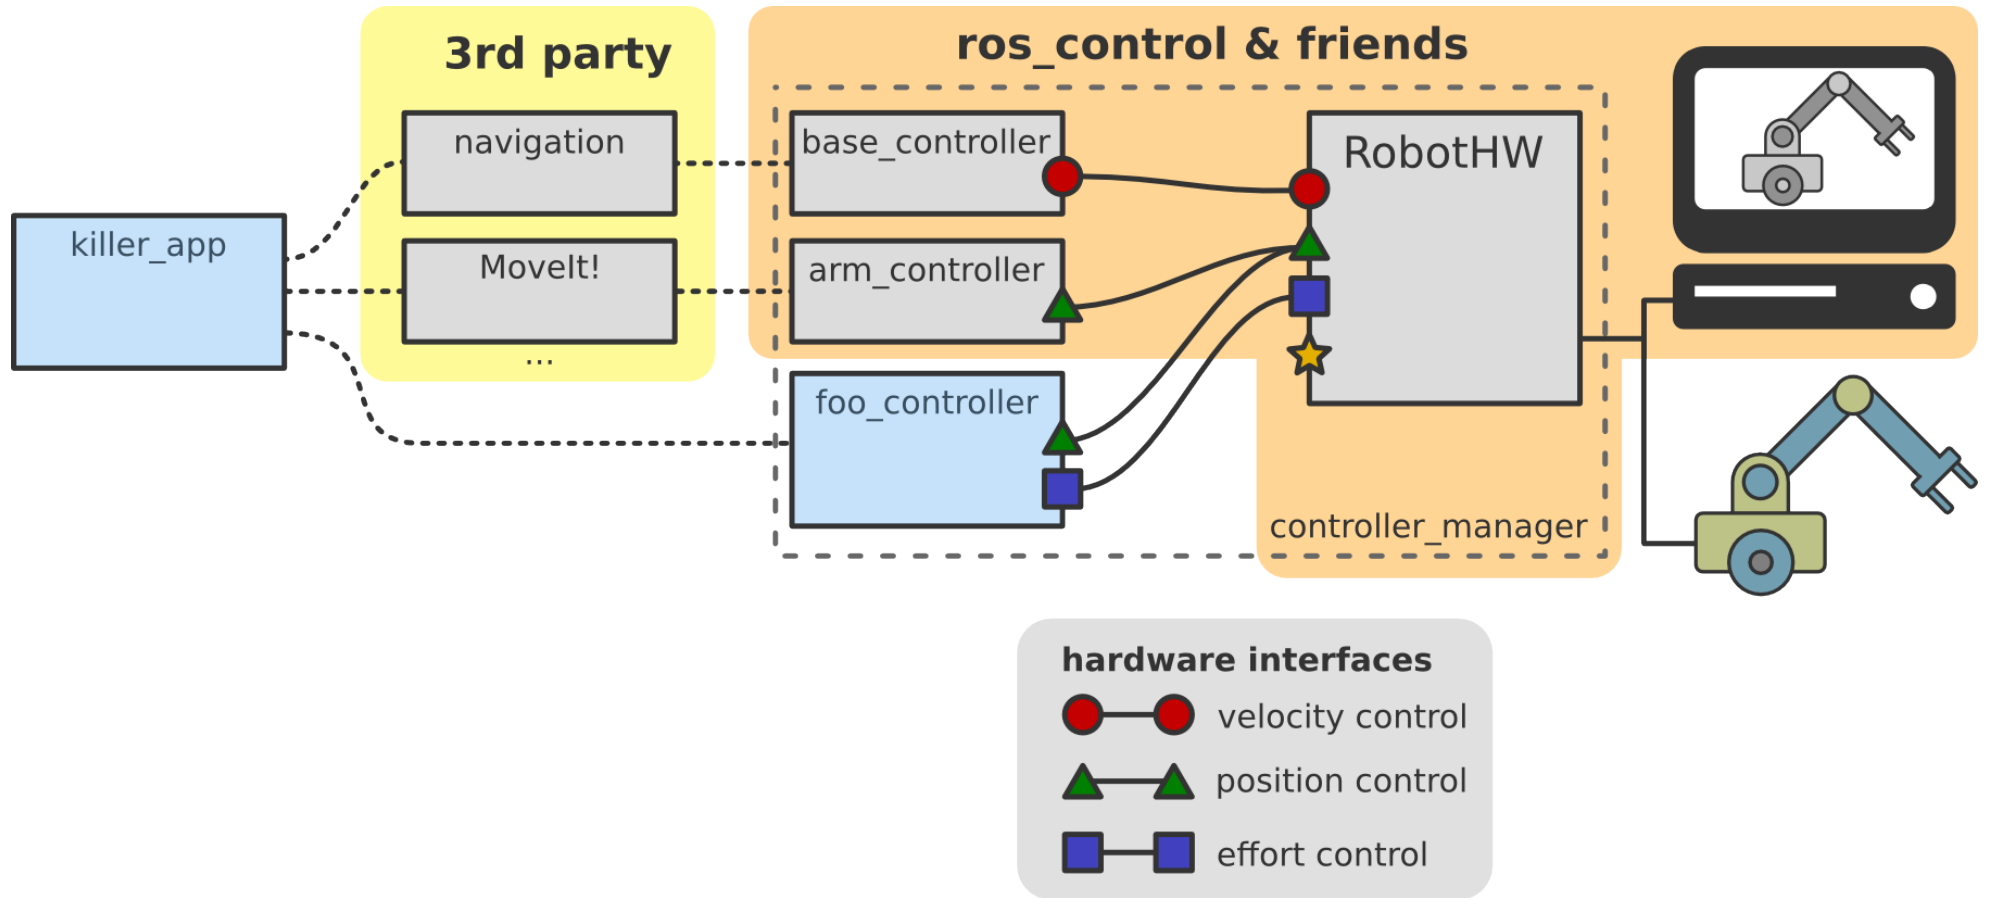 3rd party
ros_control & friends
navigation
base_controller
RobotHW
killer_app
MoveIt!
arm_controller
...
foo_controller
controller_manager
hardware interfaces
velocity control
position control
effort control